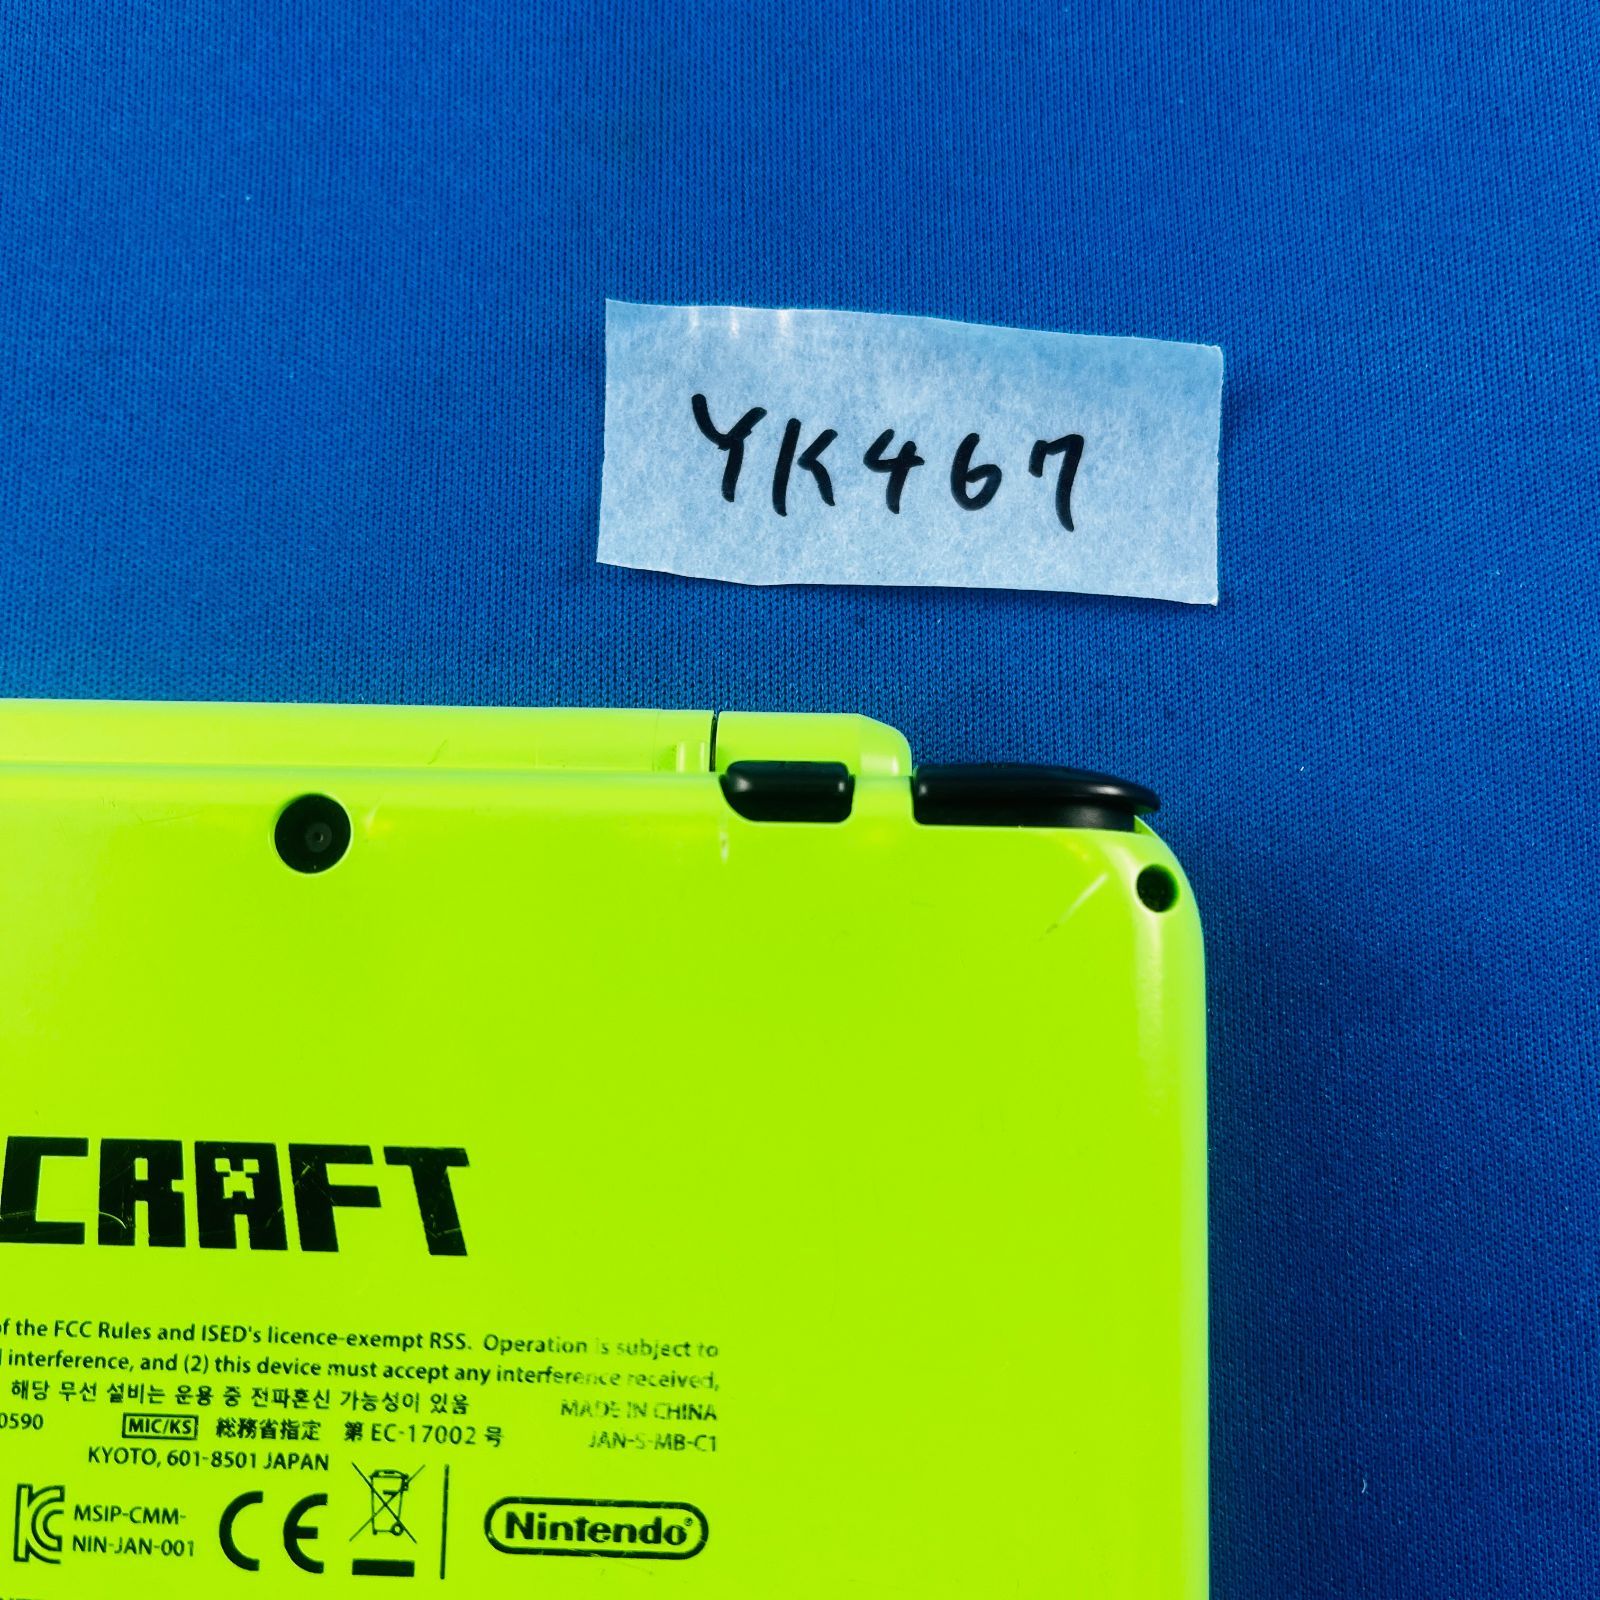 YK467
CRAFT
of the FCC Rules and ISED's licence-exempt RSS. Operation is subject to
interference, and (2) this device must accept any interference received,
해당 무선 설비는 운용 중 전파혼신 가능성이 있음
MADE IN CHINA
0590 MIC/KS 総務省指定 第 EC-17002 号
JAN-S-MB-C1
KYOTO, 601-8501 JAPAN
MSIP-CMM-
NIN-JAN-001
CE
Nintendo®